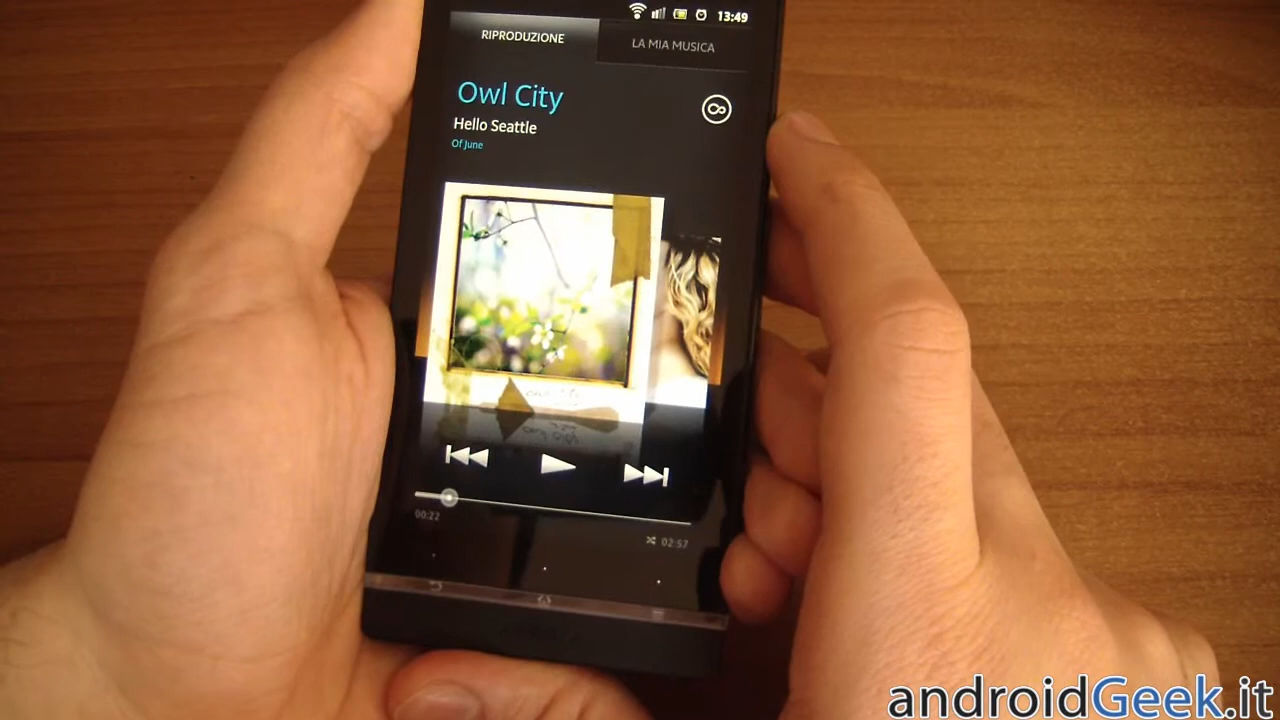 13:49
RIPRODUZIONE
LA MIA MUSICA
Owl City
Hello Seattle
Of June
00:22
02:57
androidGeek.it